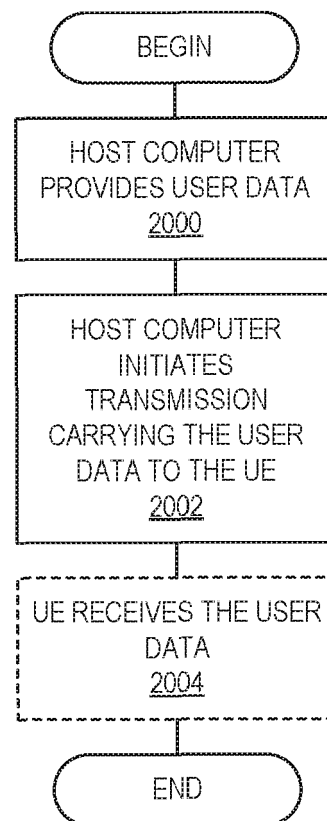 BEGIN
HOST COMPUTER
PROVIDES USER DATA
2000
HOST COMPUTER
INITIATES
TRANSMISSION
CARRYING THE USER
DATA TO THE UE
2002
UE RECEIVES THE USER
DATA
2004
END